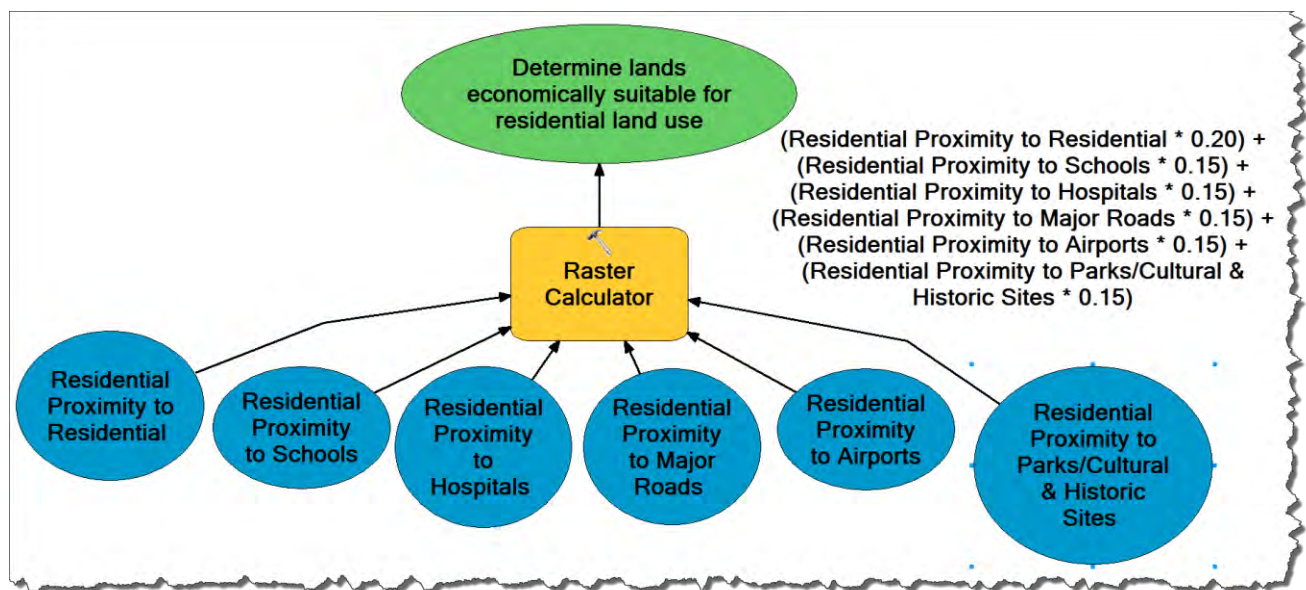 Determine lands
economically suitable for
residential land use
(Residential Proximity to Residential * 0.20) +
(Residential Proximity to Schools * 0.15) +
(Residential Proximity to Hospitals * 0.15) +
(Residential Proximity to Major Roads * 0.15) +
(Residential Proximity to Airports * 0.15) +
(Residential Proximity to Parks/Cultural &
Historic Sites * 0.15)
Raster
Calculator
Residential
Proximity to
Residential
Residential
Proximity
to Schools
Residential
Proximity
to
Hospitals
Residential
Proximity
to Major
Roads
Residential
Proximity
to Airports
Residential
Proximity to
Parks/Cultural
& Historic
Sites